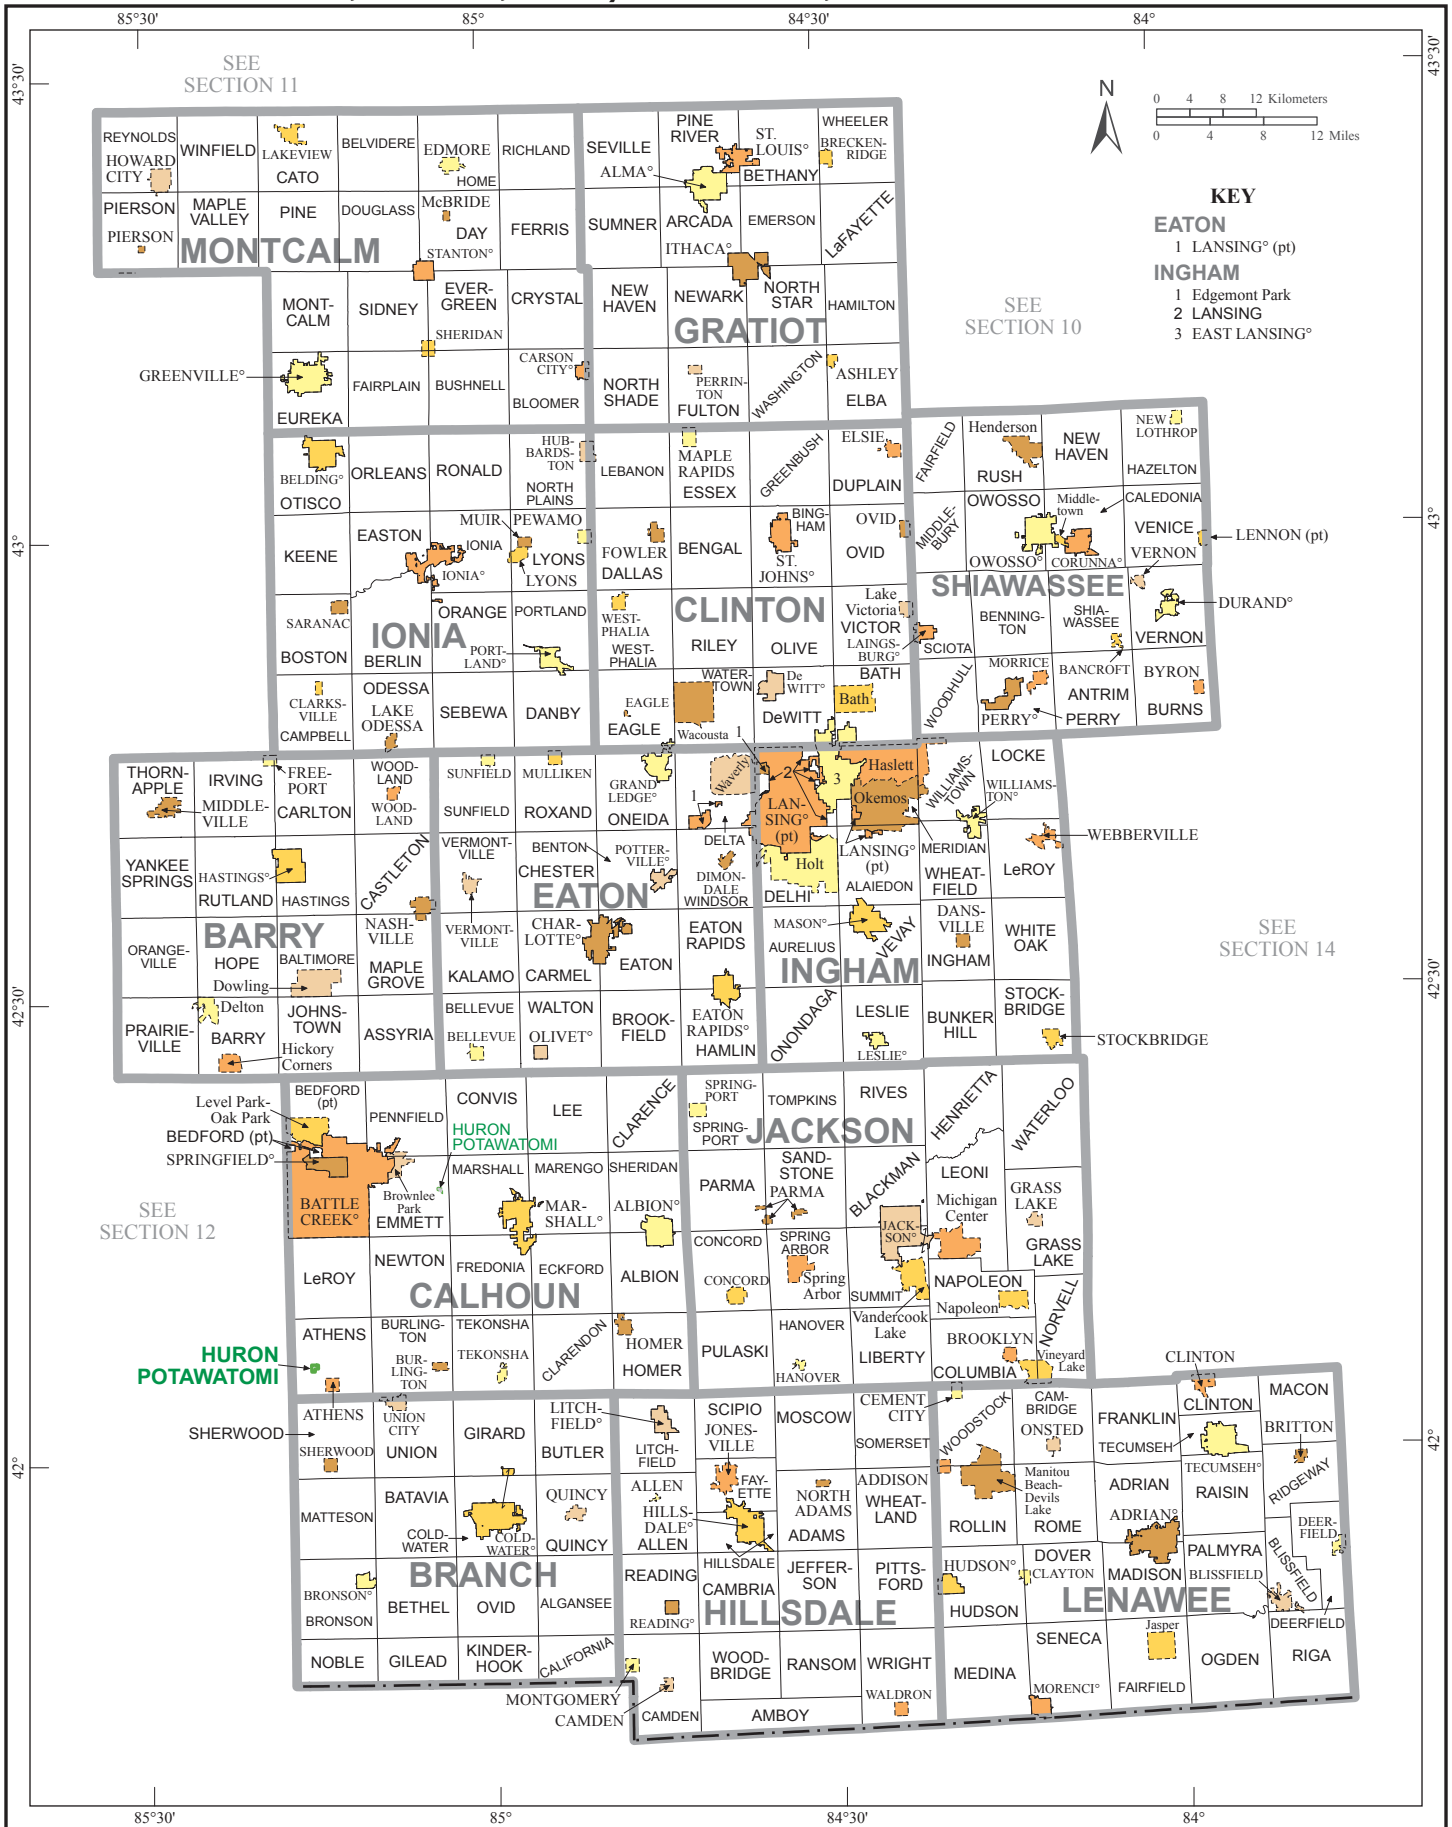 85°30'
85°
84°30'
84°
43°30'
43°30'
SEE
SECTION 11
N
0 4 8 12 Kilometers
0 4 8 12 Miles
KEY
EATON
1 LANSING° (pt)
INGHAM
1 Edgemont Park
2 LANSING
3 EAST LANSING°
SEE
SECTION 10
REYNOLDS
HOWARD
CITY
WINFIELD
LAKEVIEW
CATO
BELVIDERE
EDMORE
HOME
RICHLAND
PIERSON
PIERSON
MAPLE
VALLEY
PINE
DOUGLASS
McBRIDE
DAY
STANTON°
FERRIS
MONTCALM
MONT-
CALM
SIDNEY
EVER-
GREEN
SHERIDAN
CRYSTAL
GREENVILLE°
EUREKA
FAIRPLAIN
BUSHNELL
CARSON
CITY°
BLOOMER
SEVILLE
PINE
RIVER
ST.
LOUIS°
ALMA°
BETHANY
WHEELER
BRECKEN-
RIDGE
SUMNER
ARCADA
ITHACA°
EMERSON
LaFAYETTE
NEW
HAVEN
NEWARK
NORTH
STAR
HAMILTON
GRATIOT
NORTH
SHADE
PERRIN-
TON
FULTON
WASHINGTON
ASHLEY
ELBA
BELDING°
OTISCO
ORLEANS
RONALD
HUB-
BARDS-
TON
NORTH
PLAINS
KEENE
EASTON
IONIA
IONIA°
MUIR
PEWAMO
LYONS
LYONS
SARANAC
BOSTON
IONIA
BERLIN
ORANGE
PORTLAND
PORT-
LAND°
CLARKS-
VILLE
CAMPBELL
ODESSA
LAKE
ODESSA
SEBEWA
DANBY
LEBANON
MAPLE
RAPIDS
ESSEX
GREENBUSH
ELSIE
DUPLAIN
FOWLER
DALLAS
BENGAL
BING-
HAM
ST.
JOHNS°
OVID
OVID
WEST-
PHALIA
WEST-
PHALIA
CLINTON
RILEY
OLIVE
Lake
Victoria
VICTOR
LAINGS-
BURG°
EAGLE
EAGLE
WATER-
TOWN
Wacousta
De
WITT°
DeWITT
BATH
Bath
FAIRFIELD
Henderson
RUSH
NEW
HAVEN
NEW
LOTHROP
HAZELTON
MIDDLE-
BURY
OWOSSO
OWOSSO°
Middle-
town
CORUNNA°
CALEDONIA
VENICE
VERNON
LENNON (pt)
SHIAWASSEE
SCIOTA
BENNING-
TON
SHIA-
WASSEE
BANCROFT
DURAND°
VERNON
WOODHULL
MORRICE
PERRY°
PERRY
ANTRIM
BYRON
BURNS
43°
43°
THORN-
APPLE
MIDDLE-
VILLE
IRVING
FREE-
PORT
CARLTON
WOOD-
LAND
WOOD-
LAND
YANKEE
SPRINGS
HASTINGS°
RUTLAND
HASTINGS
CASTLETON
NASH-
VILLE
BARRY
ORANGE-
VILLE
HOPE
Dowling
BALTIMORE
MAPLE
GROVE
PRAIRIE-
VILLE
Delton
BARRY
Hickory
Corners
JOHNS-
TOWN
ASSYRIA
SUNFIELD
SUNFIELD
MULLIKEN
ROXAND
GRAND
LEDGE°
ONEIDA
Waverly
1
DELTA
VERMONT-
VILLE
VERMONT-
VILLE
BENTON
CHESTER
POTTER-
VILLE°
DIMON-
DALE
WINDSOR
EATON
KALAMO
CHAR-
LOTTE°
CARMEL
EATON
EATON
RAPIDS
BELLEVUE
BELLEVUE
WALTON
OLIVET°
BROOK-
FIELD
EATON
RAPIDS°
HAMLIN
1
2
3
LAN-
SING°
(pt)
Haslett
Okemos
WILLIAMS-
TOWN
LOCKE
WILLIAMS-
TON°
WEBBERVILLE
Holt
DELHI
LANSING°
(pt)
ALAIEDON
MERIDIAN
WHEAT-
FIELD
LeROY
MASON°
AURELIUS
VEVAY
DANS-
VILLE
INGHAM
WHITE
OAK
INGHAM
ONONDAGA
LESLIE
LESLIE°
BUNKER
HILL
STOCK-
BRIDGE
STOCKBRIDGE
SEE
SECTION 14
42°30'
42°30'
BEDFORD
(pt)
Level Park-
Oak Park
BEDFORD (pt)
SPRINGFIELD°
BATTLE
CREEK°
PENNFIELD
Brownlee
Park
EMMETT
CONVIS
HURON
POTAWATOMI
LEE
CLARENCE
MARSHALL
MARENGO
MAR-
SHALL°
SHERIDAN
ALBION°
SEE
SECTION 12
LeROY
NEWTON
FREDONIA
ECKFORD
ALBION
CALHOUN
ATHENS
ATHENS
HURON
POTAWATOMI
BURLING-
TON
BUR-
LING-
TON
TEKONSHA
TEKONSHA
CLARENDON
HOMER
HOMER
SPRING-
PORT
SPRING-
PORT
TOMPKINS
RIVES
HENRIETTA
WATERLOO
JACKSON
PARMA
SAND-
STONE
PARMA
BLACKMAN
JACK-
SON°
LEONI
Michigan
Center
GRASS
LAKE
GRASS
LAKE
CONCORD
CONCORD
SPRING
ARBOR
Spring
Arbor
SUMMIT
Vandercook
Lake
NAPOLEON
Napoleon
NORVELL
PULASKI
HANOVER
HANOVER
LIBERTY
BROOKLYN
COLUMBIA
Vineyard
Lake
CEMENT
CITY
SHERWOOD
SHERWOOD
UNION
CITY
UNION
GIRARD
LITCH-
FIELD°
BUTLER
MATTESON
BATAVIA
COLD-
WATER
COLD-
WATER°
QUINCY
QUINCY
BRANCH
BRONSON°
BRONSON
BETHEL
OVID
ALGANSEE
NOBLE
GILEAD
KINDER-
HOOK
CALIFORNIA
LITCH-
FIELD
SCIPIO
JONES-
VILLE
MOSCOW
SOMERSET
ALLEN
HILLS-
DALE°
ALLEN
FAY-
ETTE
NORTH
ADAMS
ADAMS
ADDISON
WHEAT-
LAND
READING
READING°
HILLSDALE
CAMBRIA
JEFFER-
SON
PITTS-
FORD
HILLSDALE
MONTGOMERY
CAMDEN
CAMDEN
WOOD-
BRIDGE
RANSOM
AMBOY
WRIGHT
WALDRON
WOODSTOCK
CAM-
BRIDGE
ONSTED
FRANKLIN
CLINTON
CLINTON
TECUMSEH
TECUMSEH°
MACON
BRITTON
RIDGEWAY
Manitou
Beach-
Devils
Lake
ROLLIN
ROME
ADRIAN
ADRIAN°
RAISIN
DEER-
FIELD
HUDSON°
HUDSON
DOVER
CLAYTON
MADISON
PALMYRA
BLISSFIELD
BLISSFIELD
DEERFIELD
LENAWEE
MEDINA
SENECA
MORENCI°
Jasper
FAIRFIELD
OGDEN
RIGA
42°
42°
85°30'
85°
84°30'
84°